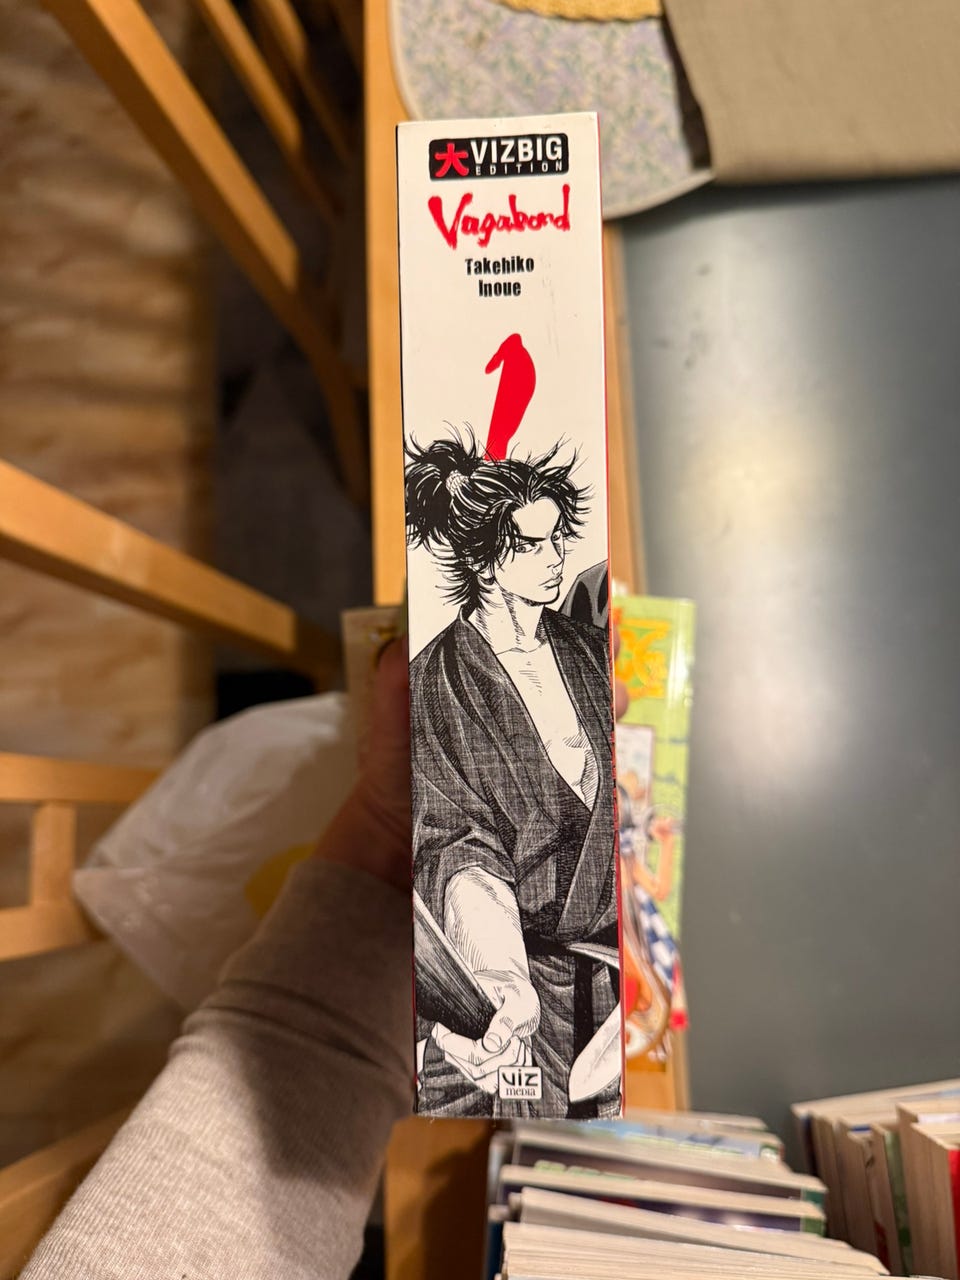 大 VIZBIG
EDITION
Vagabond
Takehiko
Inoue
1
VIZ
MEDIA